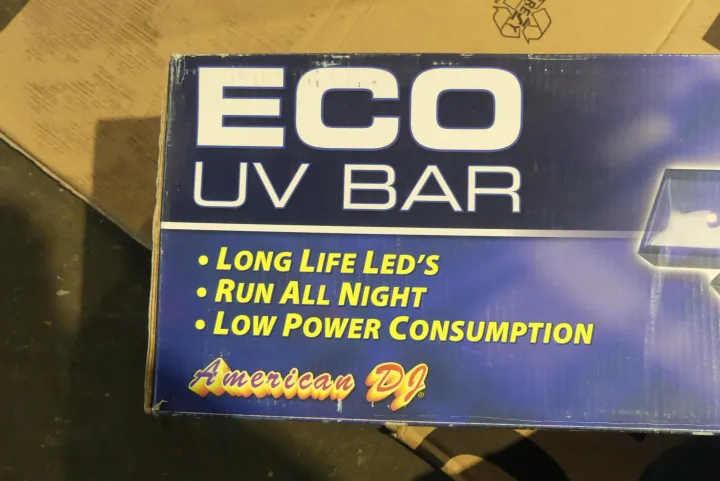 ECO
UV BAR
• LONG LIFE LED'S
• RUN ALL NIGHT
• LOW POWER CONSUMPTION
American DJ®